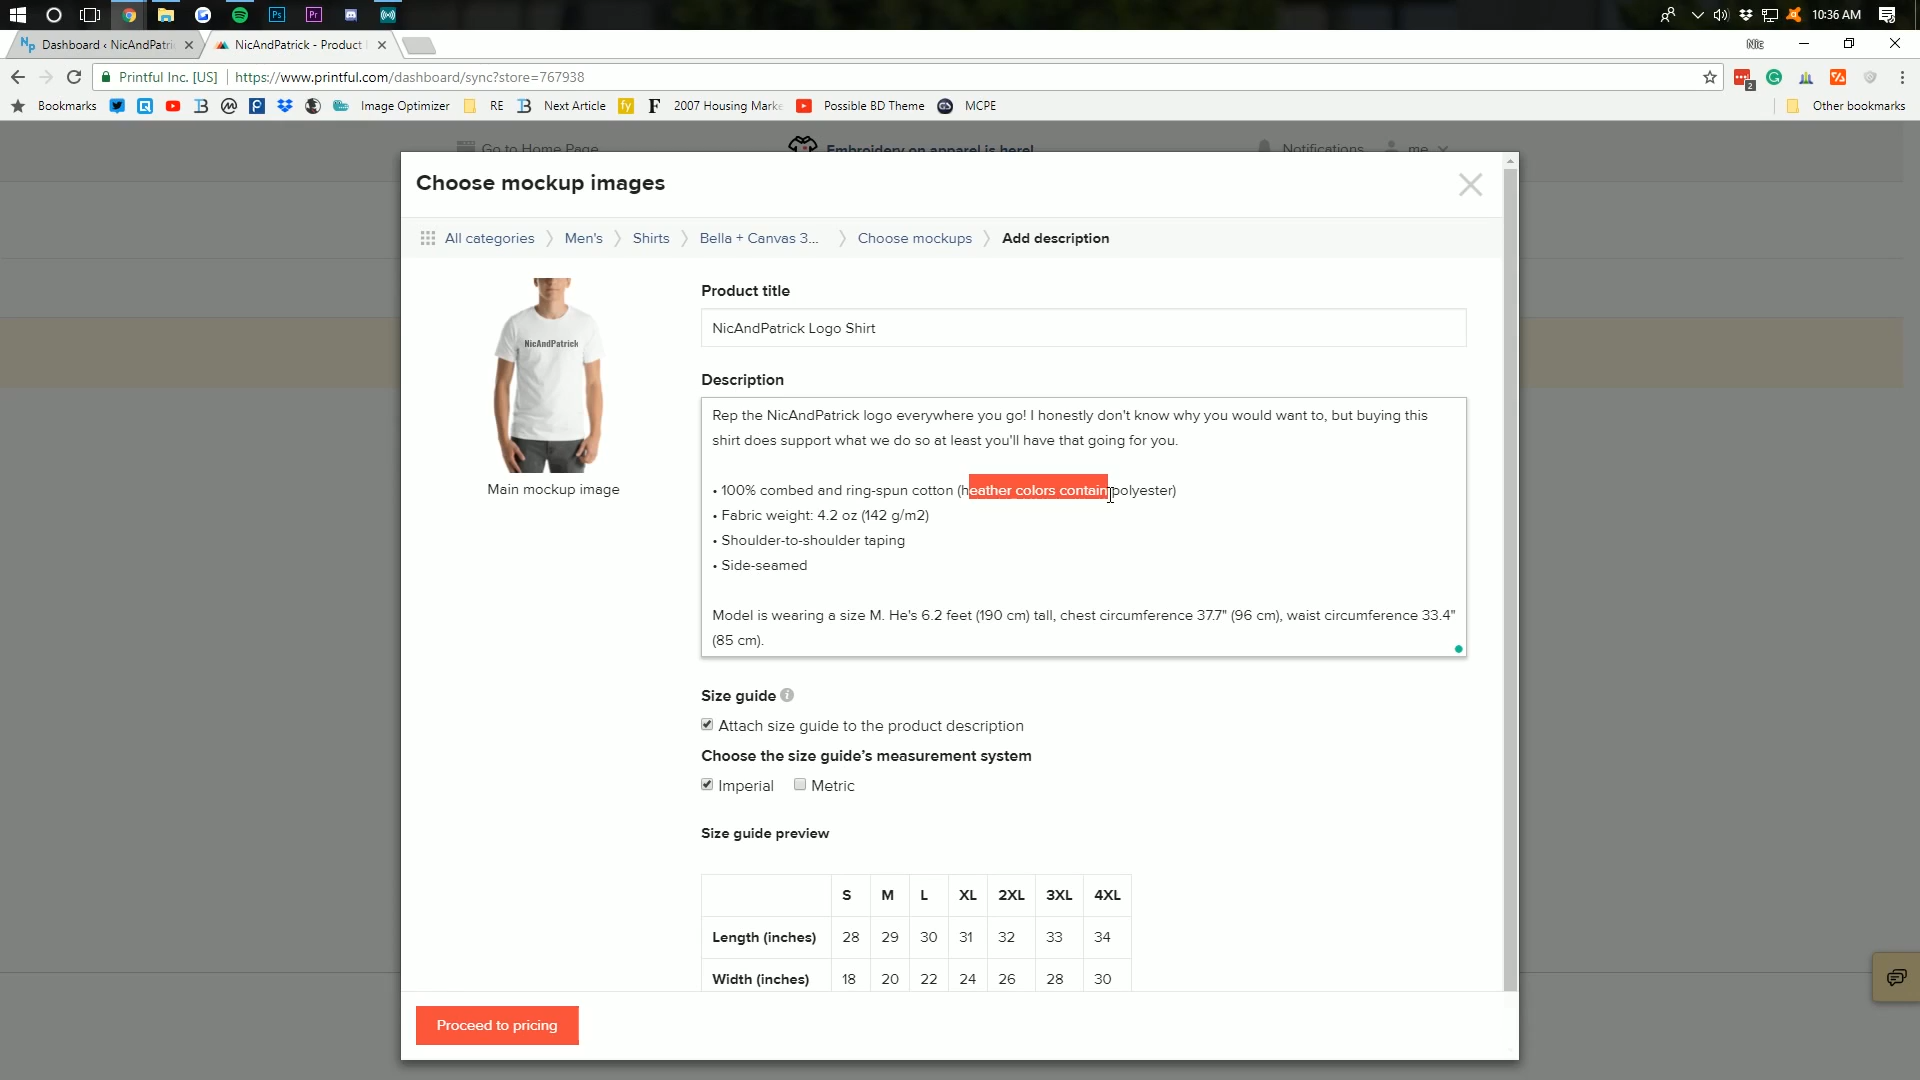 10:36 AM
Dashboard ‹ NicAndPatri
NicAndPatrick - Product
Nic
Printful Inc. [US]
https://www.printful.com/dashboard/sync?store=767938
2
Bookmarks
Image Optimizer
RE
Next Article
fy
2007 Housing Marke
Possible BD Theme
MCPE
Other bookmarks
Go to Home Page
Embroidery on apparel is here!
Notifications
me
Choose mockup images
All categories
Men's
Shirts
Bella + Canvas 3...
Choose mockups
Add description
NicAndPatrick
Main mockup image
Product title
NicAndPatrick Logo Shirt
Description
Rep the NicAndPatrick logo everywhere you go! I honestly don't know why you would want to, but buying this
shirt does support what we do so at least you'll have that going for you.
• 100% combed and ring-spun cotton (heather colors contain polyester)
• Fabric weight: 4.2 oz (142 g/m2)
• Shoulder-to-shoulder taping
• Side-seamed
Model is wearing a size M. He's 6.2 feet (190 cm) tall, chest circumference 37.7" (96 cm), waist circumference 33.4"
(85 cm).
Size guide
Attach size guide to the product description
Choose the size guide's measurement system
Imperial
Metric
Size guide preview
S M L XL 2XL 3XL 4XL
Length (inches) 28 29 30 31 32 33 34
Width (inches) 18 20 22 24 26 28 30
Proceed to pricing